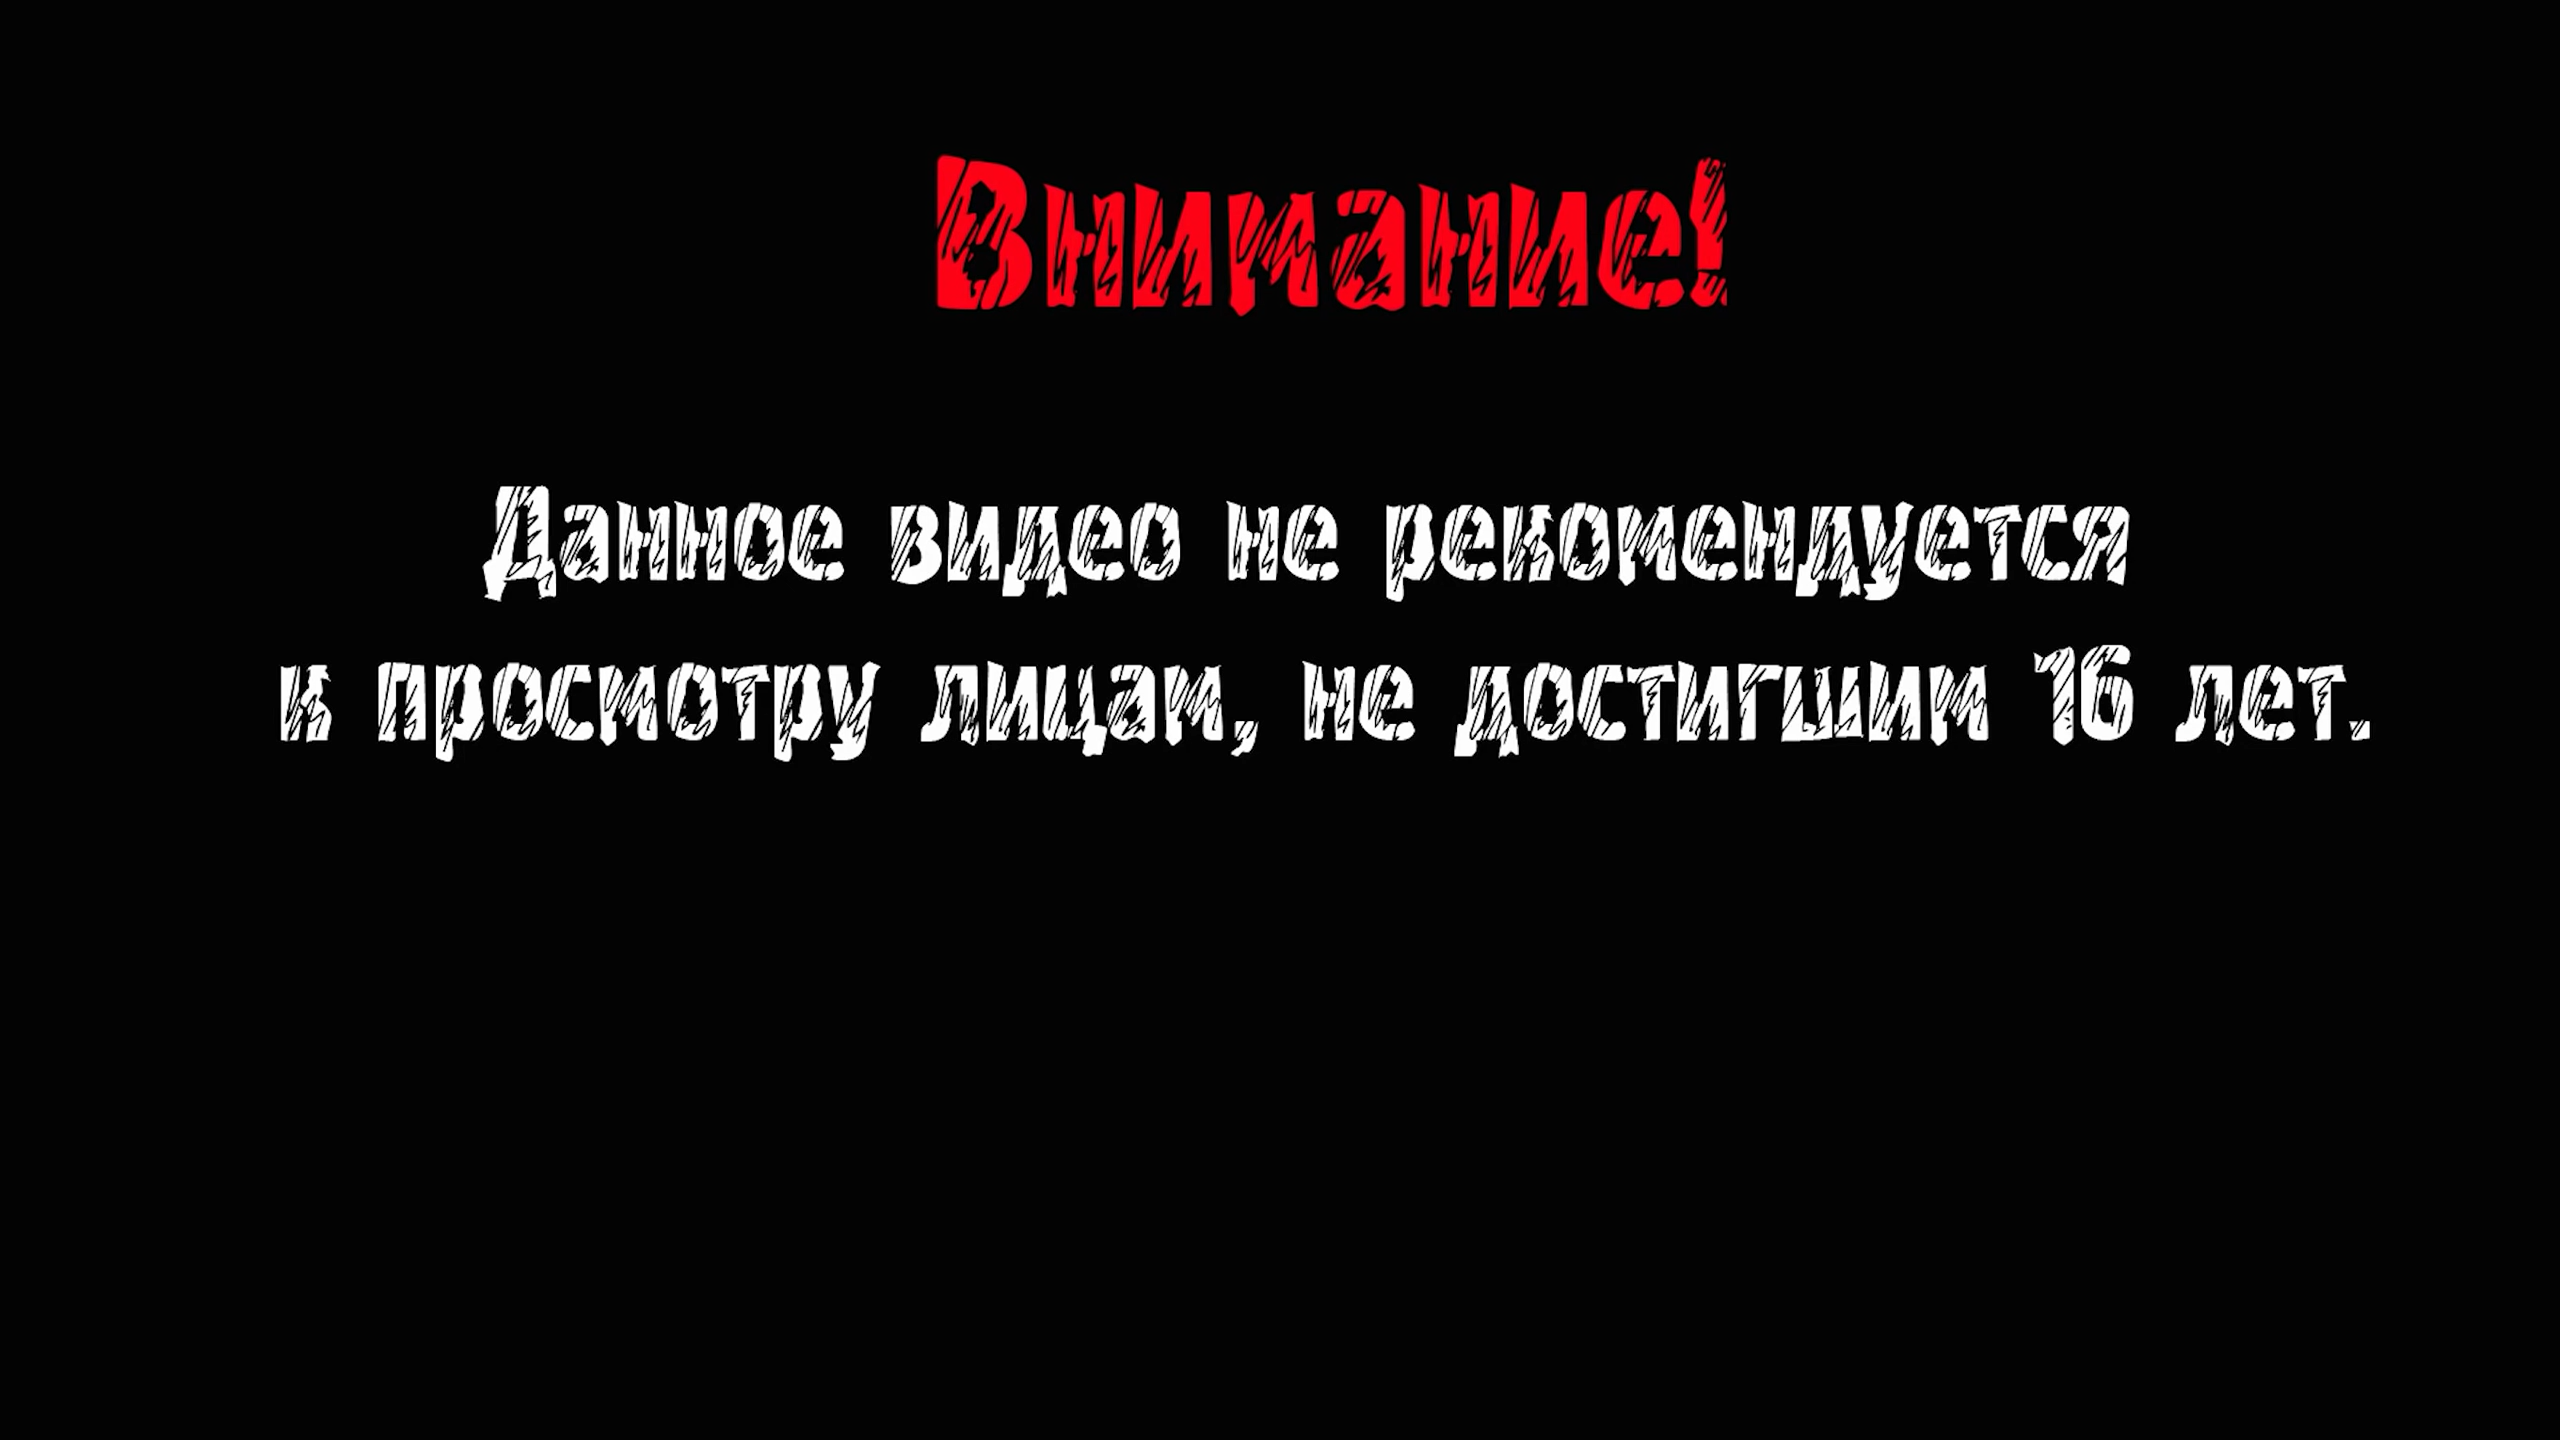 Внимание!
Данное видео не рекомендуется
к просмотру лицам, не достигшим 16 лет.